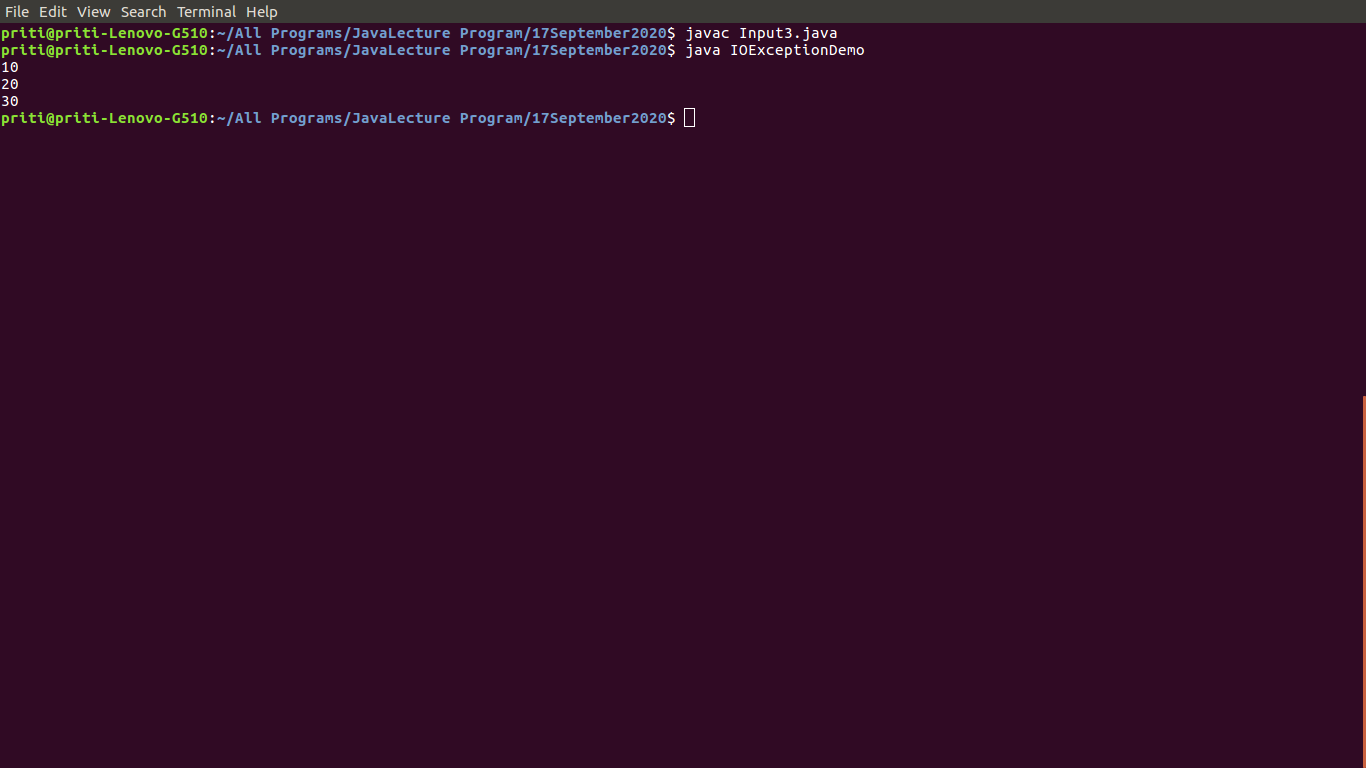 File Edit View Search Terminal Help
priti@priti-Lenovo-G510:~/All Programs/JavaLecture Program/17September2020$ javac Input3.java
priti@priti-Lenovo-G510:~/All Programs/JavaLecture Program/17September2020$ java IOExceptionDemo
10
20
30
priti@priti-Lenovo-G510:~/All Programs/JavaLecture Program/17September2020$